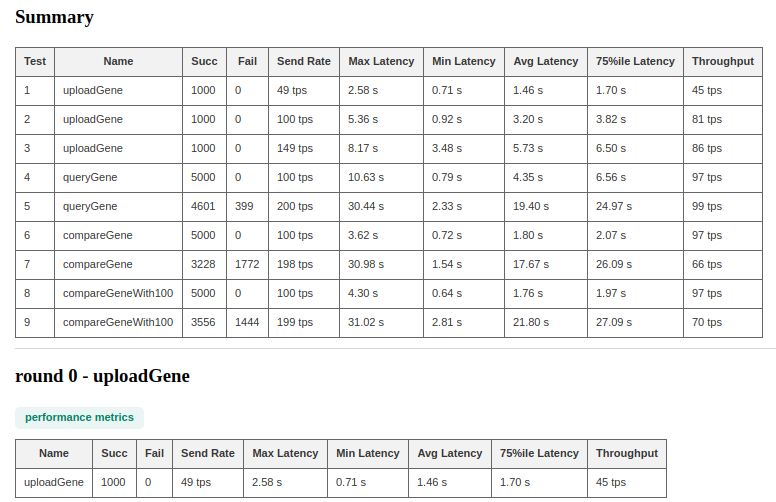 Summary
Test Name Succ Fail Send Rate Max Latency Min Latency Avg Latency 75%ile Latency Throughput
1 uploadGene 1000 0 49 tps 2.58 s 0.71 s 1.46 s 1.70 s 45 tps
2 uploadGene 1000 0 100 tps 5.36 s 0.92 s 3.20 s 3.82 s 81 tps
3 uploadGene 1000 0 149 tps 8.17 s 3.48 s 5.73 s 6.50 s 86 tps
4 queryGene 5000 0 100 tps 10.63 s 0.79 s 4.35 s 6.56 s 97 tps
5 queryGene 4601 399 200 tps 30.44 s 2.33 s 19.40 s 24.97 s 99 tps
6 compareGene 5000 0 100 tps 3.62 s 0.72 s 1.80 s 2.07 s 97 tps
7 compareGene 3228 1772 198 tps 30.98 s 1.54 s 17.67 s 26.09 s 66 tps
8 compareGeneWith100 5000 0 100 tps 4.30 s 0.64 s 1.76 s 1.97 s 97 tps
9 compareGeneWith100 3556 1444 199 tps 31.02 s 2.81 s 21.80 s 27.09 s 70 tps
round 0 - uploadGene
performance metrics
Name Succ Fail Send Rate Max Latency Min Latency Avg Latency 75%ile Latency Throughput
uploadGene 1000 0 49 tps 2.58 s 0.71 s 1.46 s 1.70 s 45 tps